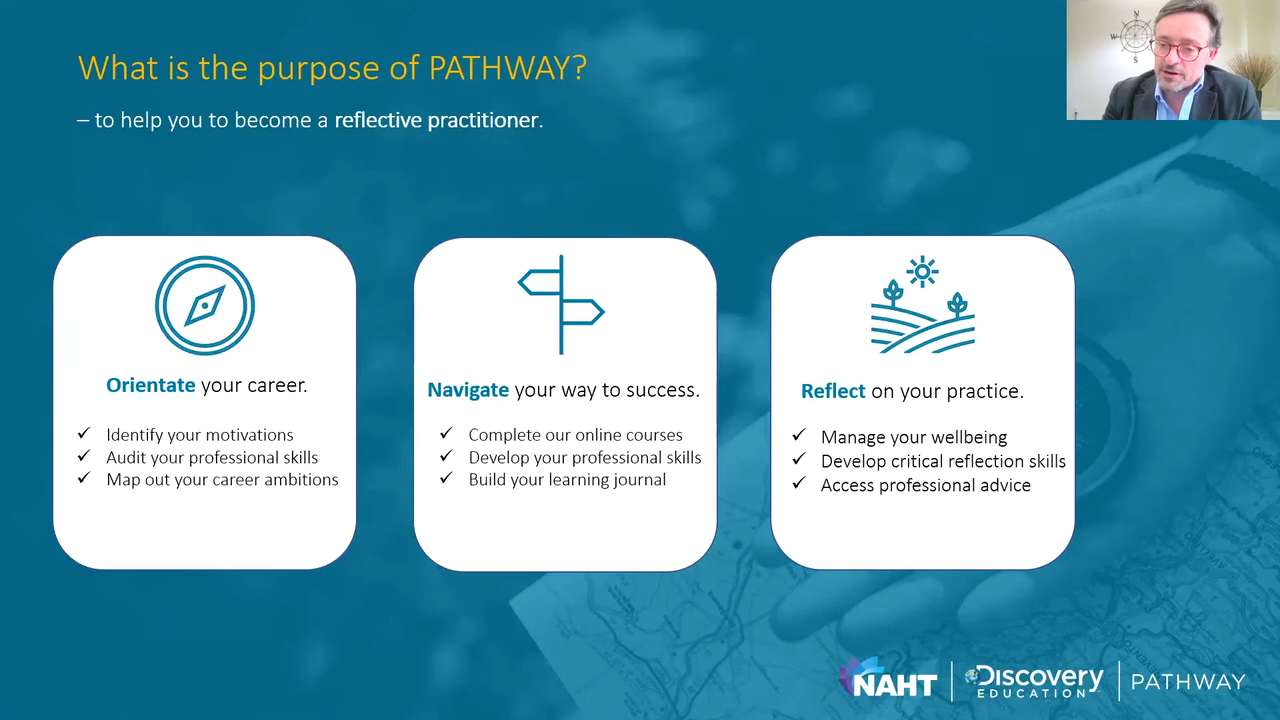 What is the purpose of PATHWAY?
– to help you to become a reflective practitioner.
N
W
S
Orientate your career.
✓ Identify your motivations
✓ Audit your professional skills
✓ Map out your career ambitions
Navigate your way to success.
✓ Complete our online courses
✓ Develop your professional skills
✓ Build your learning journal
Reflect on your practice.
✓ Manage your wellbeing
✓ Develop critical reflection skills
✓ Access professional advice
NAHT
Discovery
EDUCATION
PATHWAY